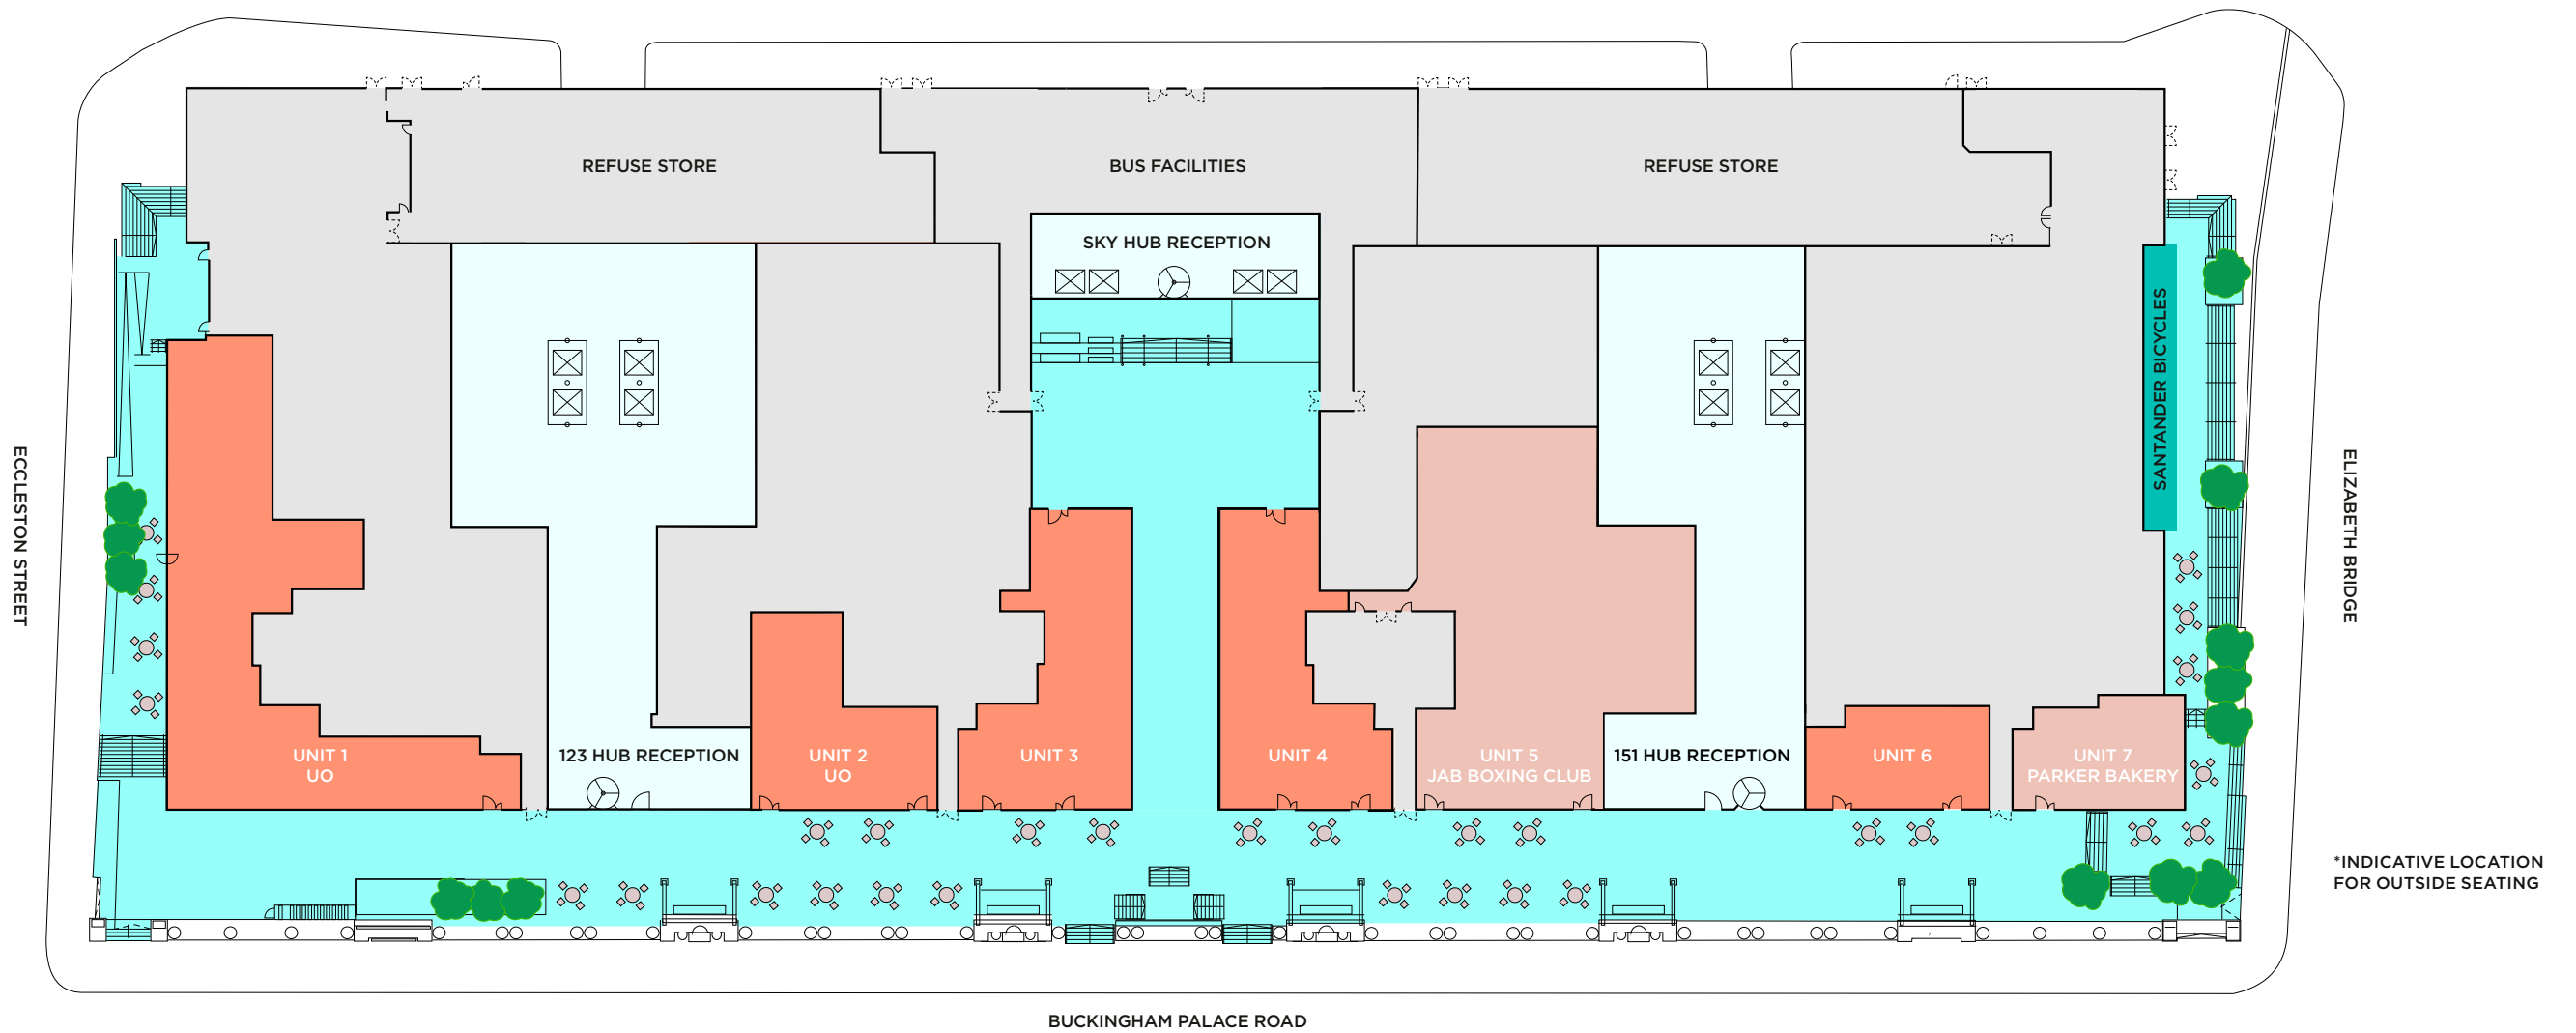 REFUSE STORE
BUS FACILITIES
REFUSE STORE
SKY HUB RECEPTION
SANTANDER BICYCLES
ECCLESTON STREET
ELIZABETH BRIDGE
UNIT 1
UO
123 HUB RECEPTION
UNIT 2
UO
UNIT 3
UNIT 4
UNIT 5
JAB BOXING CLUB
151 HUB RECEPTION
UNIT 6
UNIT 7
PARKER BAKERY
*INDICATIVE LOCATION
FOR OUTSIDE SEATING
BUCKINGHAM PALACE ROAD